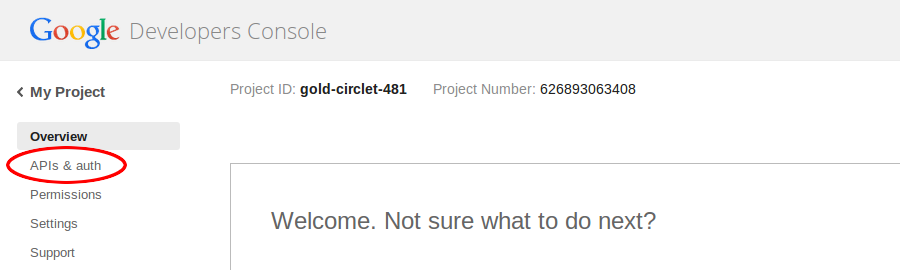 Google Developers Console
My Project
Project ID: gold-circlet-481 Project Number: 626893063408
Overview
APIs & auth
Permissions
Settings
Support
Welcome. Not sure what to do next?